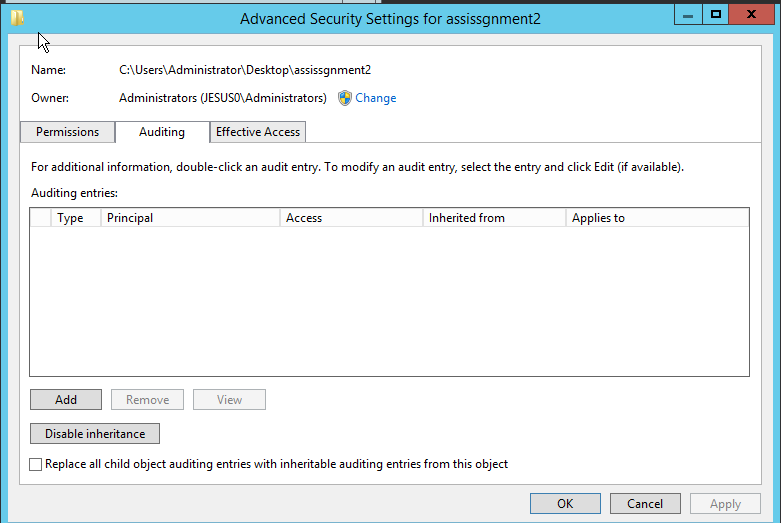 Advanced Security Settings for assissgnment2
Name: C:\Users\Administrator\Desktop\assissgnment2
Owner: Administrators (JESUS0\Administrators) Change
Permissions Auditing Effective Access
For additional information, double-click an audit entry. To modify an audit entry, select the entry and click Edit (if available).
Auditing entries:
Type Principal Access Inherited from Applies to
Add Remove View
Disable inheritance
Replace all child object auditing entries with inheritable auditing entries from this object
OK Cancel Apply